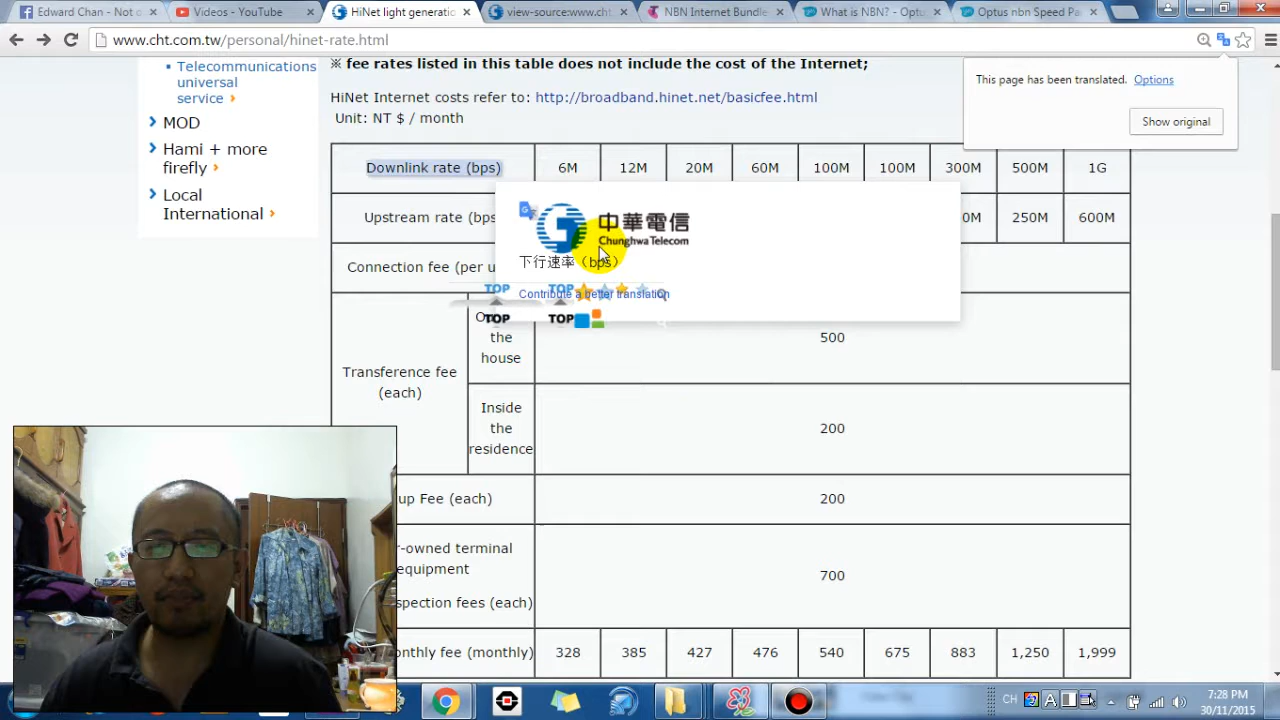 Edward Chan - Not d
Videos - YouTube
HiNet light generatio
view-source:www.cht
NBN Internet Bundle
What is NBN? - Optu
Optus nbn Speed Pa
www.cht.com.tw/personal/hinet-rate.html
This page has been translated. Options
Show original
Telecommunications
universal
service
MOD
Hami + more
firefly
Local
International
※ fee rates listed in this table does not include the cost of the Internet;
HiNet Internet costs refer to: http://broadband.hinet.net/basicfee.html
Unit: NT $ / month
Downlink rate (bps) 6M 12M 20M 60M 100M 100M 300M 500M 1G
Upstream rate (bps 0M 250M 600M
中華電信
Chunghwa Telecom
下行速率（bps）
Contribute a better translation
TOP TOP
TOP TOP
Connection fee (per u
Transference fee
(each)
the
house
500
Inside
the
residence
200
up Fee (each) 200
r-owned terminal
equipment
spection fees (each)
700
onthly fee (monthly) 328 385 427 476 540 675 883 1,250 1,999
CH
A
7:28 PM
30/11/2015